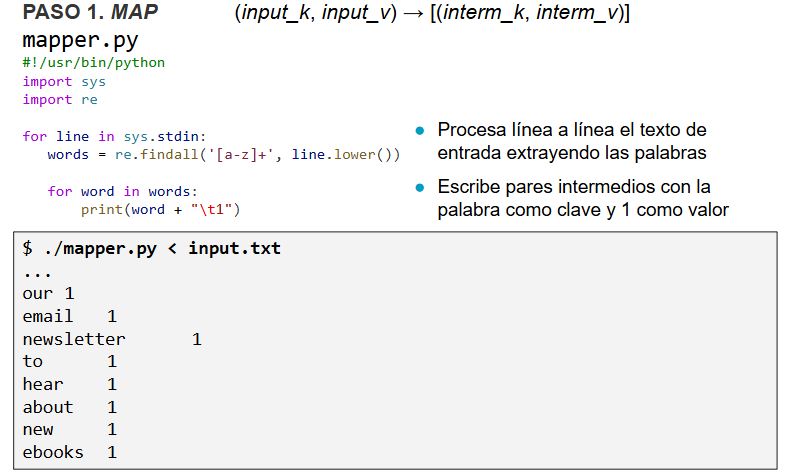 PASO 1. MAP (input_k, input_v) → [(interm_k, interm_v)]
mapper.py
#!/usr/bin/python
import sys
import re
for line in sys.stdin:
words = re.findall('[a-z]+', line.lower())
for word in words:
print(word + "\t1")
● Procesa línea a línea el texto de
entrada extrayendo las palabras
● Escribe pares intermedios con la
palabra como clave y 1 como valor
$ ./mapper.py < input.txt
...
our 1
email 1
newsletter 1
to 1
hear 1
about 1
new 1
ebooks 1